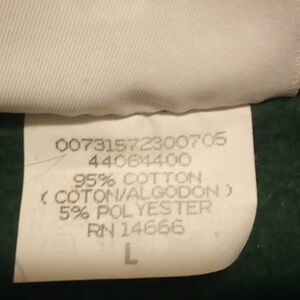 00731572300705
44064400
95% COTTON
( COTON/ALGODON )
5% POLYESTER
RN 14666
L